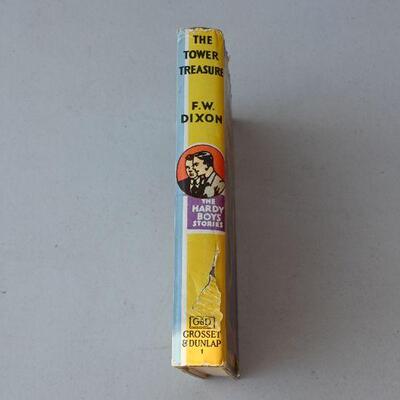 THE
TOWER
TREASURE
F.W.
DIXON
THE
HARDY
BOYS
STORIES
G&D
GROSSET
& DUNLAP
1